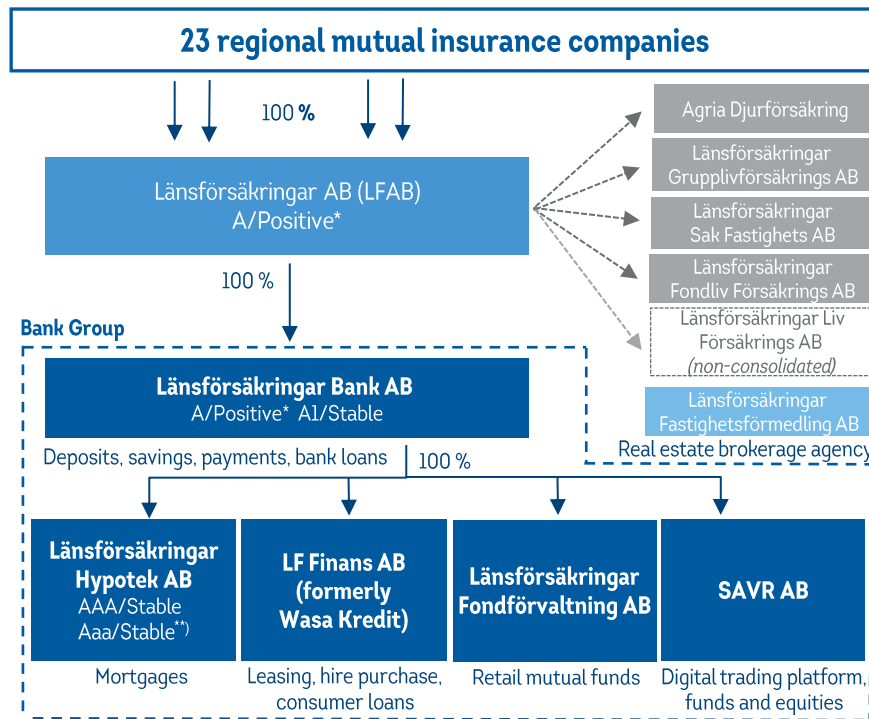 23 regional mutual insurance companies
100 %
Länsförsäkringar AB (LFAB)
A/Positive*
Agria Djurförsäkring
Länsförsäkringar
Grupplivförsäkrings AB
Länsförsäkringar
Sak Fastighets AB
Länsförsäkringar
Fondliv Försäkrings AB
Länsförsäkringar Liv
Försäkrings AB
(non-consolidated)
Länsförsäkringar
Fastighetsförmedling AB
Real estate brokerage agency
100 %
Bank Group
Länsförsäkringar Bank AB
A/Positive* A1/Stable
Deposits, savings, payments, bank loans
100 %
Länsförsäkringar
Hypotek AB
AAA/Stable
Aaa/Stable**)
Mortgages
LF Finans AB
(formerly
Wasa Kredit)
Leasing, hire purchase,
consumer loans
Länsförsäkringar
Fondförvaltning AB
Retail mutual funds
SAVR AB
Digital trading platform,
funds and equities